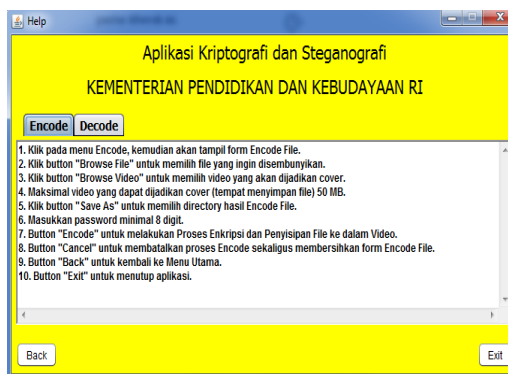 Help
Aplikasi Kriptografi dan Steganografi
KEMENTERIAN PENDIDIKAN DAN KEBUDAYAAN RI
Encode Decode
1. Klik pada menu Encode, kemudian akan tampil form Encode File.
2. Klik button "Browse File" untuk memilih file yang ingin disembunyikan.
3. Klik button "Browse Video" untuk memilih video yang akan dijadikan cover.
4. Maksimal video yang dapat dijadikan cover (tempat menyimpan file) 50 MB.
5. Klik button "Save As" untuk memilih directory hasil Encode File.
6. Masukkan password minimal 8 digit.
7. Button "Encode" untuk melakukan Proses Enkripsi dan Penyisipan File ke dalam Video.
8. Button "Cancel" untuk membatalkan proses Encode sekaligus membersihkan form Encode File.
9. Button "Back" untuk kembali ke Menu Utama.
10. Button "Exit" untuk menutup aplikasi.
Back Exit